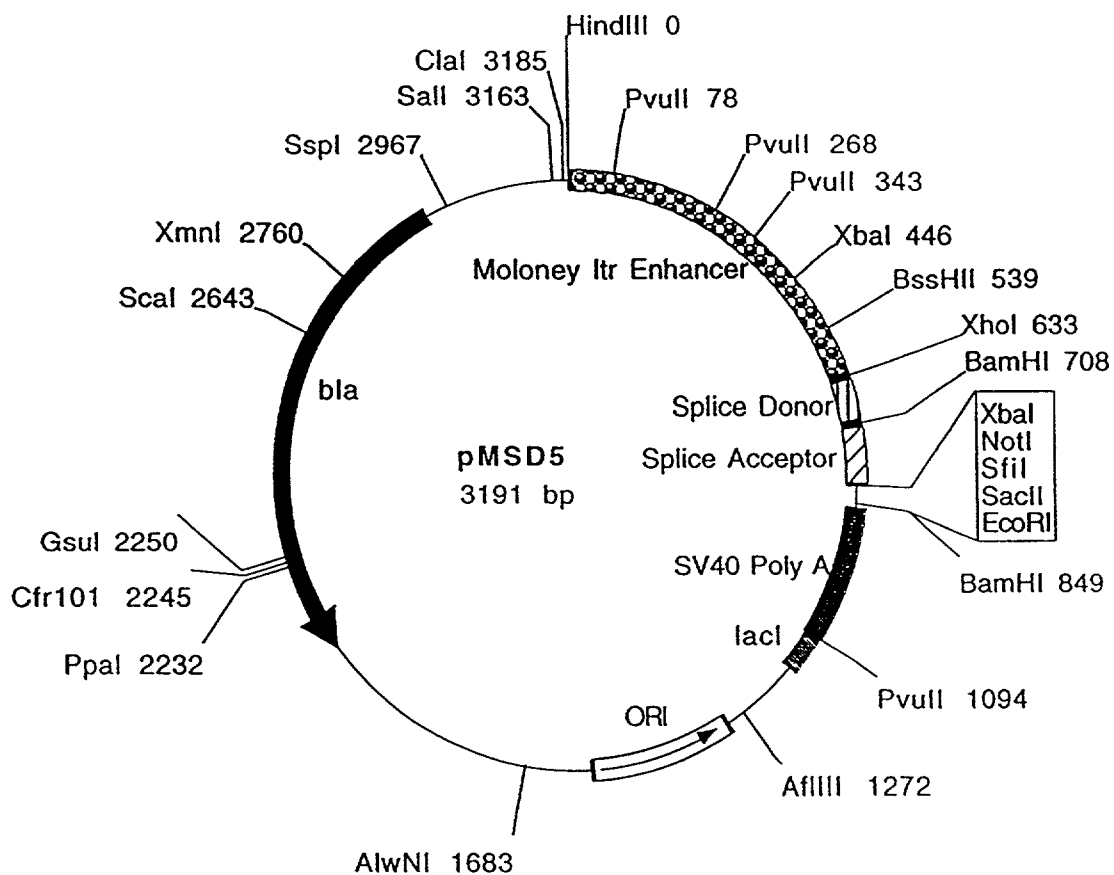 HindIII 0
ClaI 3185
SalI 3163
PvuII 78
SspI 2967
PvuII 268
PvuII 343
XbaI 446
XmnI 2760
Moloney ltr Enhancer
BssHII 539
ScaI 2643
XhoI 633
BamHI 708
bla
Splice Donor
XbaI
NotI
SfiI
SacII
EcoRI
pMSD5
Splice Acceptor
3191 bp
GsuI 2250
SV40 Poly A
BamHI 849
Cfr101 2245
lacI
PpaI 2232
PvuII 1094
ORI
AflIII 1272
AlwNI 1683